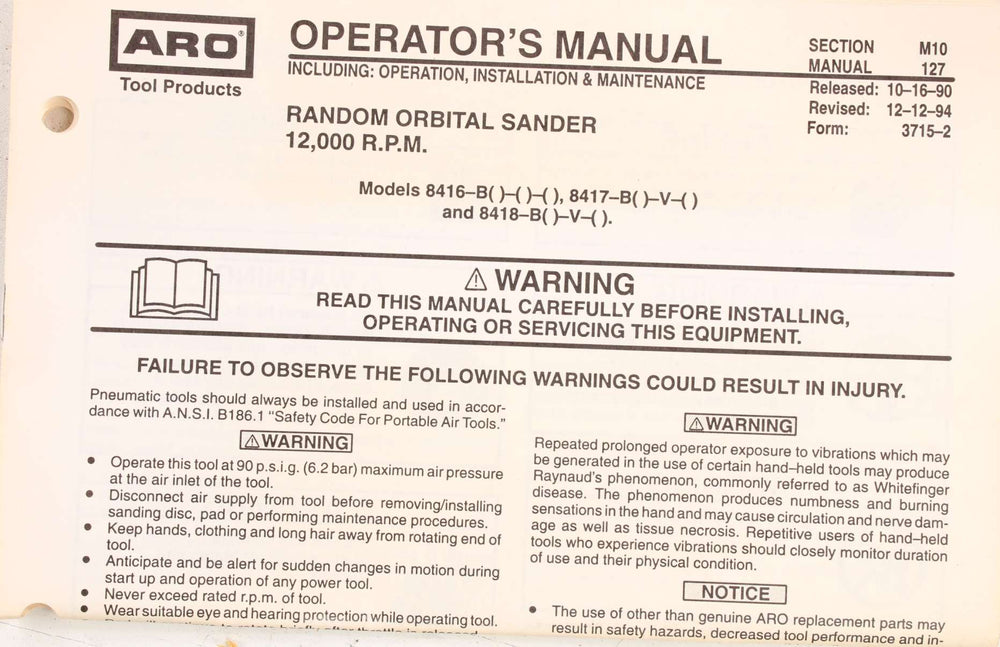 ARO®
Tool Products
OPERATOR'S MANUAL
INCLUDING: OPERATION, INSTALLATION & MAINTENANCE
SECTION M10
MANUAL 127
Released: 10–16–90
Revised: 12–12–94
Form: 3715–2
RANDOM ORBITAL SANDER
12,000 R.P.M.
Models 8416–B( )–( )–( ), 8417–B( )–V–( )
and 8418–B( )–V–( ).
⚠ WARNING
READ THIS MANUAL CAREFULLY BEFORE INSTALLING,
OPERATING OR SERVICING THIS EQUIPMENT.
FAILURE TO OBSERVE THE FOLLOWING WARNINGS COULD RESULT IN INJURY.
Pneumatic tools should always be installed and used in accor-
dance with A.N.S.I. B186.1 “Safety Code For Portable Air Tools.”
⚠ WARNING
• Operate this tool at 90 p.s.i.g. (6.2 bar) maximum air pressure
at the air inlet of the tool.
• Disconnect air supply from tool before removing/installing
sanding disc, pad or performing maintenance procedures.
• Keep hands, clothing and long hair away from rotating end of
tool.
• Anticipate and be alert for sudden changes in motion during
start up and operation of any power tool.
• Never exceed rated r.p.m. of tool.
• Wear suitable eye and hearing protection while operating tool.
⚠ WARNING
Repeated prolonged operator exposure to vibrations which may
be generated in the use of certain hand–held tools may produce
Raynaud's phenomenon, commonly referred to as Whitefinger
disease. The phenomenon produces numbness and burning
sensations in the hand and may cause circulation and nerve dam-
age as well as tissue necrosis. Repetitive users of hand–held
tools who experience vibrations should closely monitor duration
of use and their physical condition.
NOTICE
• The use of other than genuine ARO replacement parts may
result in safety hazards, decreased tool performance and in-